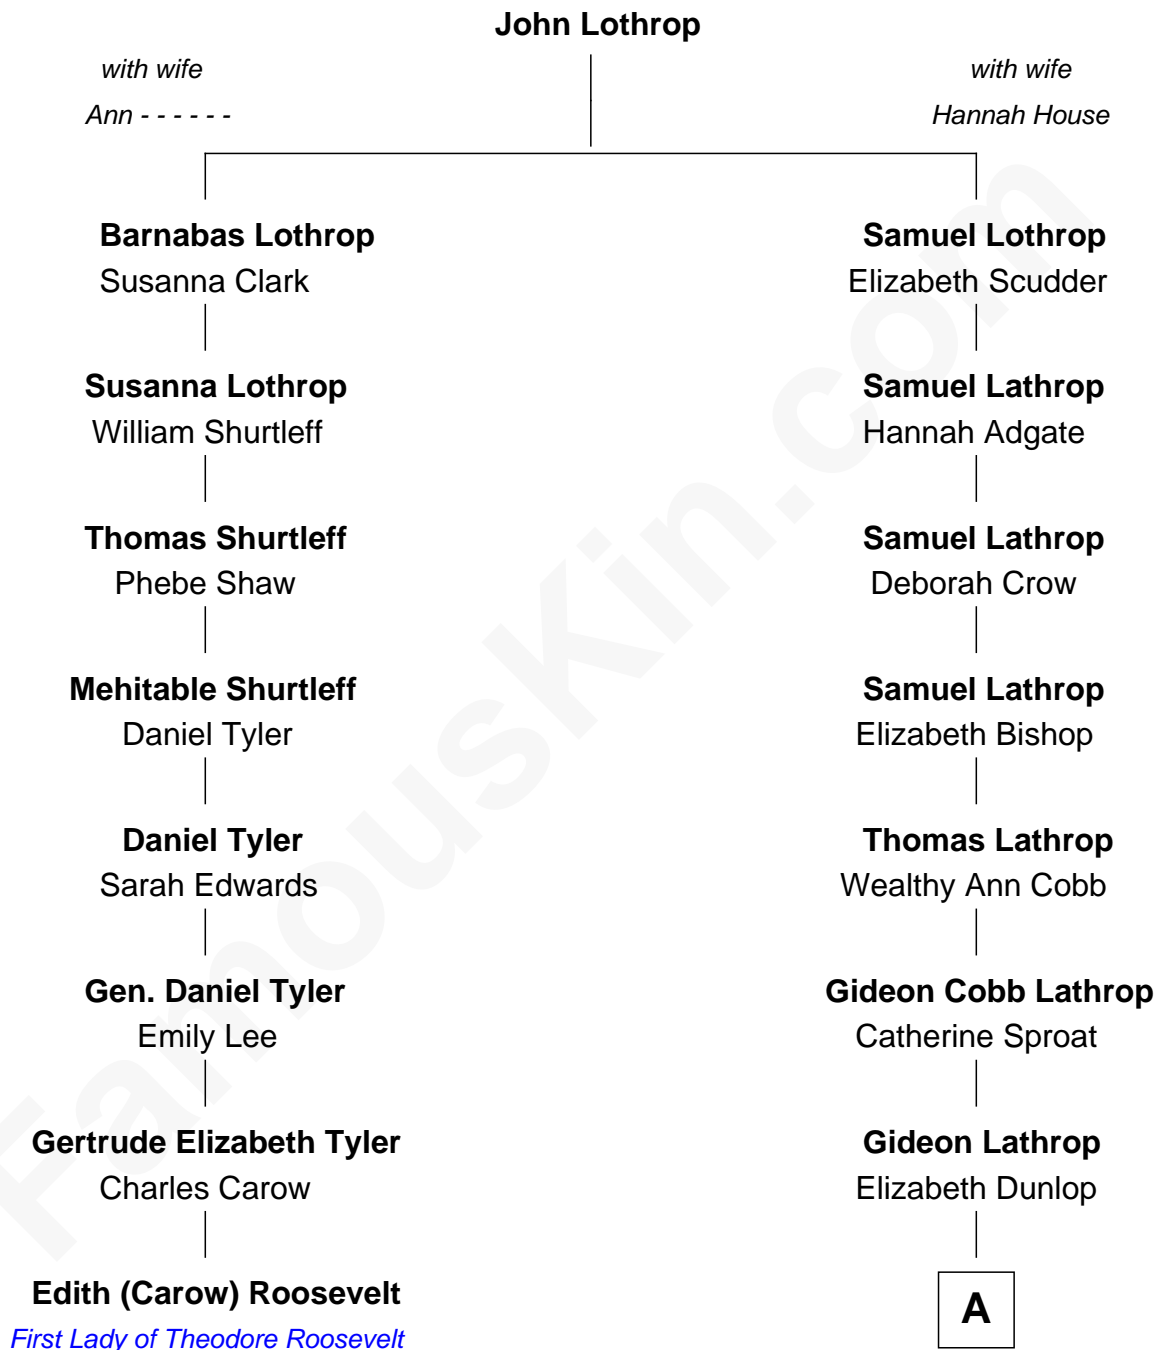 John Lothrop
with wife
Ann - - - - - -
with wife
Hannah House
Barnabas Lothrop
Susanna Clark
Samuel Lothrop
Elizabeth Scudder
Susanna Lothrop
William Shurtleff
Samuel Lathrop
Hannah Adgate
Thomas Shurtleff
Phebe Shaw
Samuel Lathrop
Deborah Crow
Mehitable Shurtleff
Daniel Tyler
Samuel Lathrop
Elizabeth Bishop
Daniel Tyler
Sarah Edwards
Thomas Lathrop
Wealthy Ann Cobb
Gen. Daniel Tyler
Emily Lee
Gideon Cobb Lathrop
Catherine Sproat
Gertrude Elizabeth Tyler
Charles Carow
Gideon Lathrop
Elizabeth Dunlop
Edith (Carow) Roosevelt
First Lady of Theodore Roosevelt
A
FamousKin.com